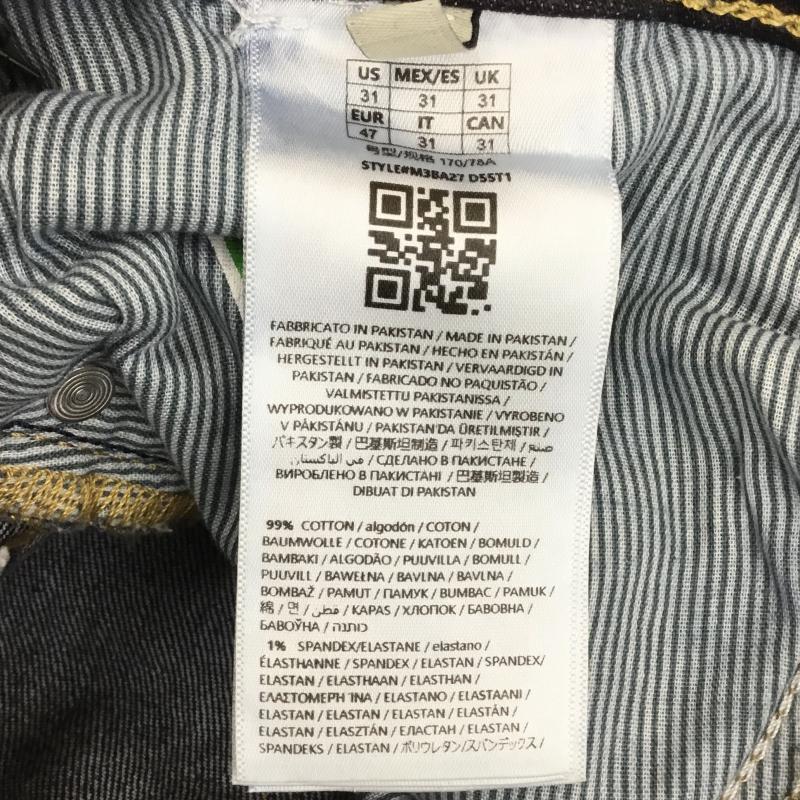 US MEX/ES UK
31 31 31
EUR IT CAN
47 31 31
号型/规格 170/78A
STYLE#M3BA27 D5ST1
FABBRICATO IN PAKISTAN / MADE IN PAKISTAN /
FABRIQUÉ AU PAKISTAN / HECHO EN PAKISTÁN /
HERGESTELLT IN PAKISTAN / VERVAARDIGD IN
PAKISTAN / FABRICADO NO PAQUISTÃO /
VALMISTETTU PAKISTANISSA /
WYPRODUKOWANO W PAKISTANIE / VYROBENO
V PÁKISTÁNU / PAKISTAN'DA ÜRETILMIŞTIR /
パキスタン製 / 巴基斯坦制造 / 파키스탄제 / صنع
في الباكستان / СДЕЛАНО В ПАКИСТАНЕ /
ВИРОБЛЕНО В ПАКИСТАНІ / 巴基斯坦製造 /
DIBUAT DI PAKISTAN
99% COTTON / algodón / COTON /
BAUMWOLLE / COTONE / KATOEN / BOMULD /
BAMBAKI / ALGODÃO / PUUVILLA / BOMULL /
PUUVILL / BAWEŁNA / BAVLNA / BAVLNA /
BOMBAŽ / PAMUT / ПАМУК / BUMBAC / PAMUK /
綿 / 면 / قطن / KAPAS / ХЛОПОК / БАВОВНА /
БАВОЎНА / כותנה /
1% SPANDEX/ELASTANE / elastano /
ÉLASTHANNE / SPANDEX / ELASTAN / SPANDEX/
ELASTAN / ELASTHAAN / ELASTHAN /
ΕΛΑΣΤΟΜΕΡΗ ΊΝΑ / ELASTANO / ELASTAANI /
ELASTAN / ELASTAN / ELASTAN / ELASTÁN /
ELASTAN / ELASZTÁN / ЕЛАСТАН / ELASTAN /
SPANDEKS / ELASTAN / ポリウレタン/スパンデックス /